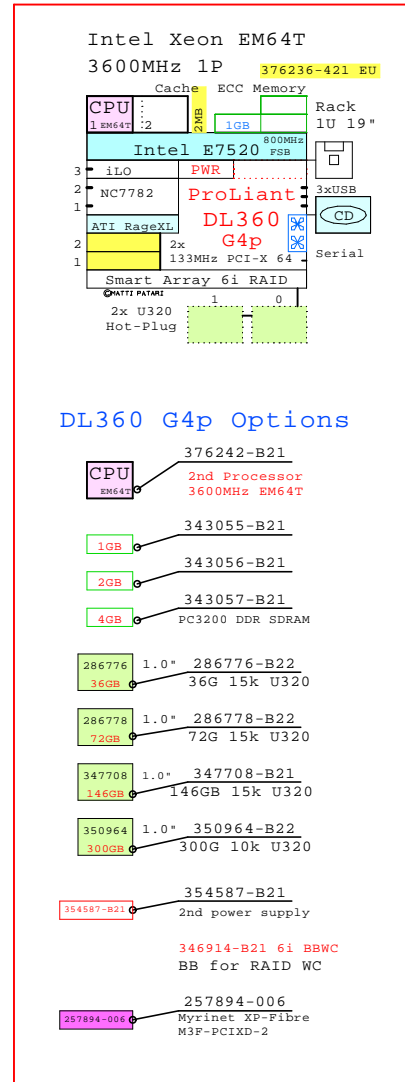 Intel Xeon EM64T
3600MHz 1P 376236-421 EU
Cache ECC Memory
CPU
1 EM64T 2
2MB
1GB
Rack
1U 19"
Intel E7520 800MHz FSB
3 iLO PWR
2 NC7782 ProLiant 3xUSB
1
DL360 CD
ATI RageXL G4p
2 2x
1 133MHz PCI-X 64 Serial
Smart Array 6i RAID
©MATTI PATARI
2x U320 1 0
Hot-Plug
DL360 G4p Options
376242-B21
CPU
EM64T
2nd Processor
3600MHz EM64T
343055-B21
1GB
343056-B21
2GB
343057-B21
4GB PC3200 DDR SDRAM
286776 1.0" 286776-B22
36GB 36G 15k U320
286778 1.0" 286778-B22
72GB 72G 15k U320
347708 1.0" 347708-B21
146GB 146GB 15k U320
350964 1.0" 350964-B22
300GB 300G 10k U320
354587-B21
354587-B21 2nd power supply
346914-B21 6i BBWC
BB for RAID WC
257894-006
257894-006 Myrinet XP-Fibre
M3F-PCIXD-2